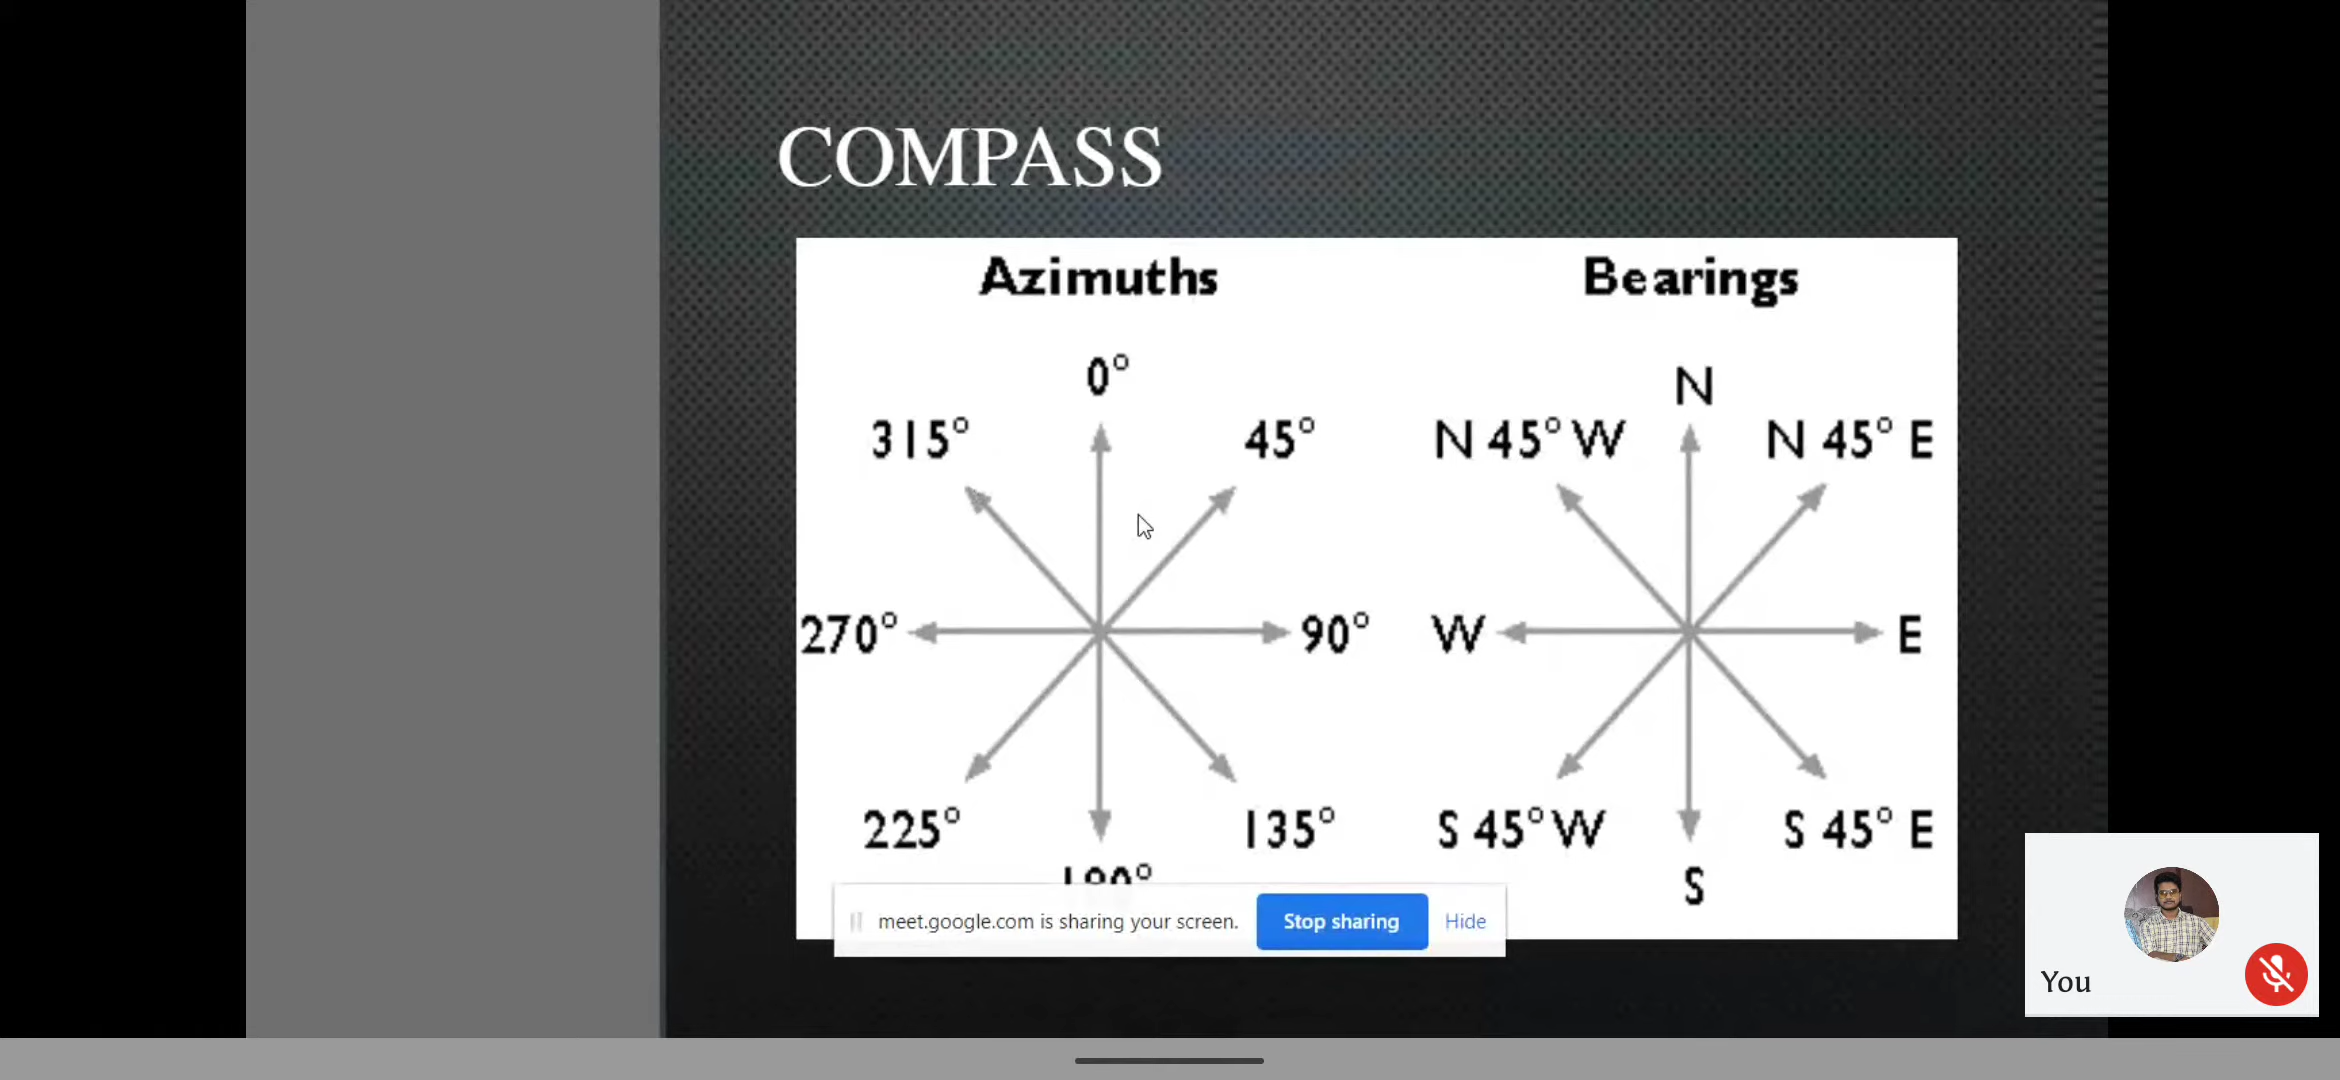 COMPASS
Azimuths
0°
315°
45°
270°
90°
225°
135°
180°
Bearings
N
N 45° W
N 45° E
W
E
S 45° W
S 45° E
S
meet.google.com is sharing your screen.
Stop sharing
Hide
You